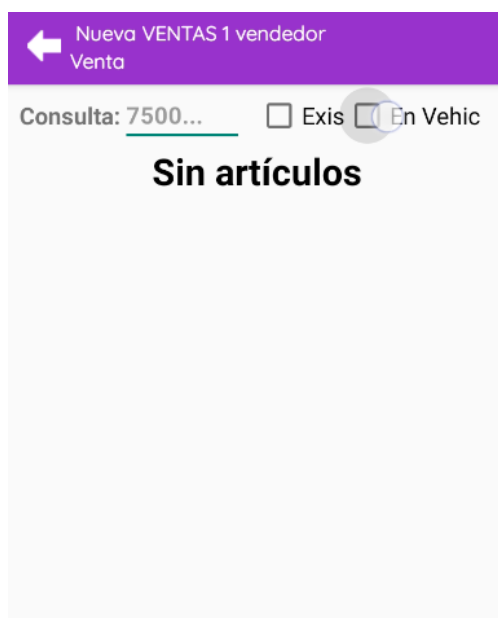 Nueva VENTAS 1 vendedor
Venta
Consulta: 7500... Exis En Vehic
Sin artículos